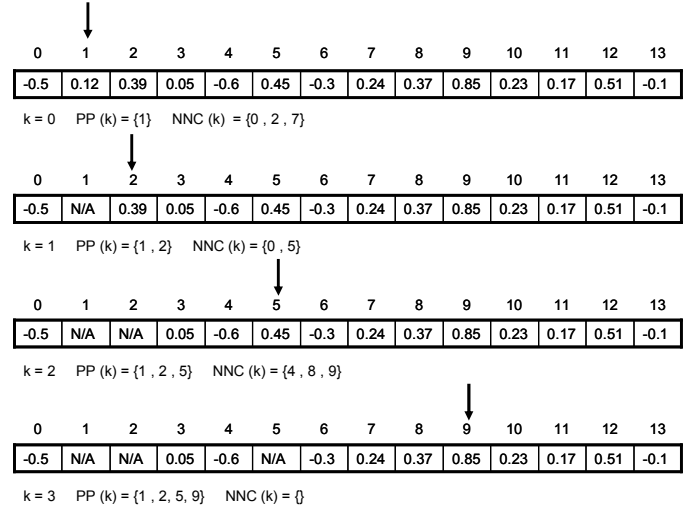 0 1 2 3 4 5 6 7 8 9 10 11 12 13
-0.5 0.12 0.39 0.05 -0.6 0.45 -0.3 0.24 0.37 0.85 0.23 0.17 0.51 -0.1
k = 0 PP (k) = {1} NNC (k) = {0 , 2 , 7}
0 1 2 3 4 5 6 7 8 9 10 11 12 13
-0.5 N/A 0.39 0.05 -0.6 0.45 -0.3 0.24 0.37 0.85 0.23 0.17 0.51 -0.1
k = 1 PP (k) = {1 , 2} NNC (k) = {0 , 5}
0 1 2 3 4 5 6 7 8 9 10 11 12 13
-0.5 N/A N/A 0.05 -0.6 0.45 -0.3 0.24 0.37 0.85 0.23 0.17 0.51 -0.1
k = 2 PP (k) = {1 , 2 , 5} NNC (k) = {4 , 8 , 9}
0 1 2 3 4 5 6 7 8 9 10 11 12 13
-0.5 N/A N/A 0.05 -0.6 N/A -0.3 0.24 0.37 0.85 0.23 0.17 0.51 -0.1
k = 3 PP (k) = {1 , 2, 5, 9} NNC (k) = {}